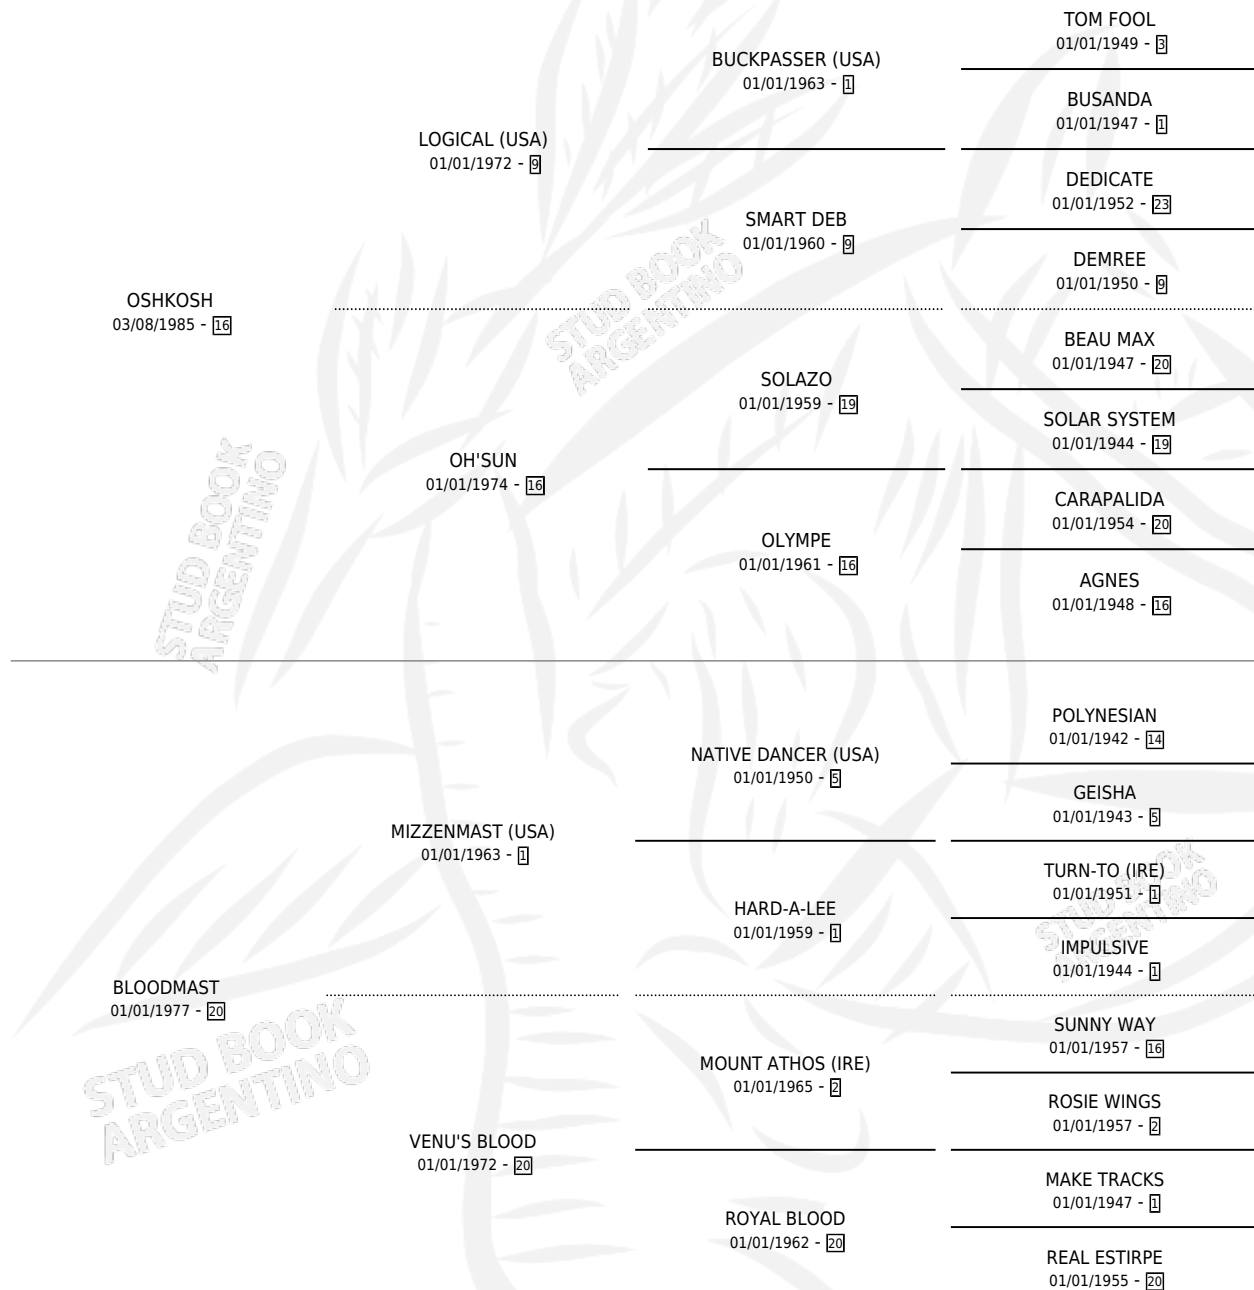 TOM FOOL
01/01/1949 - 3
BUCKPASSER (USA)
01/01/1963 - 1
BUSANDA
01/01/1947 - 1
LOGICAL (USA)
01/01/1972 - 9
DEDICATE
01/01/1952 - 23
SMART DEB
01/01/1960 - 9
DEMREE
01/01/1950 - 9
OSHKOSH
03/08/1985 - 16
STUD BOOK
ARGENTINO
BEAU MAX
01/01/1947 - 20
SOLAZO
01/01/1959 - 19
SOLAR SYSTEM
01/01/1944 - 19
OH'SUN
01/01/1974 - 16
CARAPALIDA
01/01/1954 - 20
OLYMPE
01/01/1961 - 16
AGNES
01/01/1948 - 16
STUD BOOK
ARGENTINO
POLYNESIAN
01/01/1942 - 14
NATIVE DANCER (USA)
01/01/1950 - 5
GEISHA
01/01/1943 - 5
MIZZENMAST (USA)
01/01/1963 - 1
TURN-TO (IRE)
01/01/1951 - 1
HARD-A-LEE
01/01/1959 - 1
STUD BOOK
ARGENTINO
IMPULSIVE
01/01/1944 - 1
BLOODMAST
01/01/1977 - 20
STUD BOOK
ARGENTINO
SUNNY WAY
01/01/1957 - 16
MOUNT ATHOS (IRE)
01/01/1965 - 2
ROSIE WINGS
01/01/1957 - 2
VENU'S BLOOD
01/01/1972 - 20
MAKE TRACKS
01/01/1947 - 1
ROYAL BLOOD
01/01/1962 - 20
REAL ESTIRPE
01/01/1955 - 20